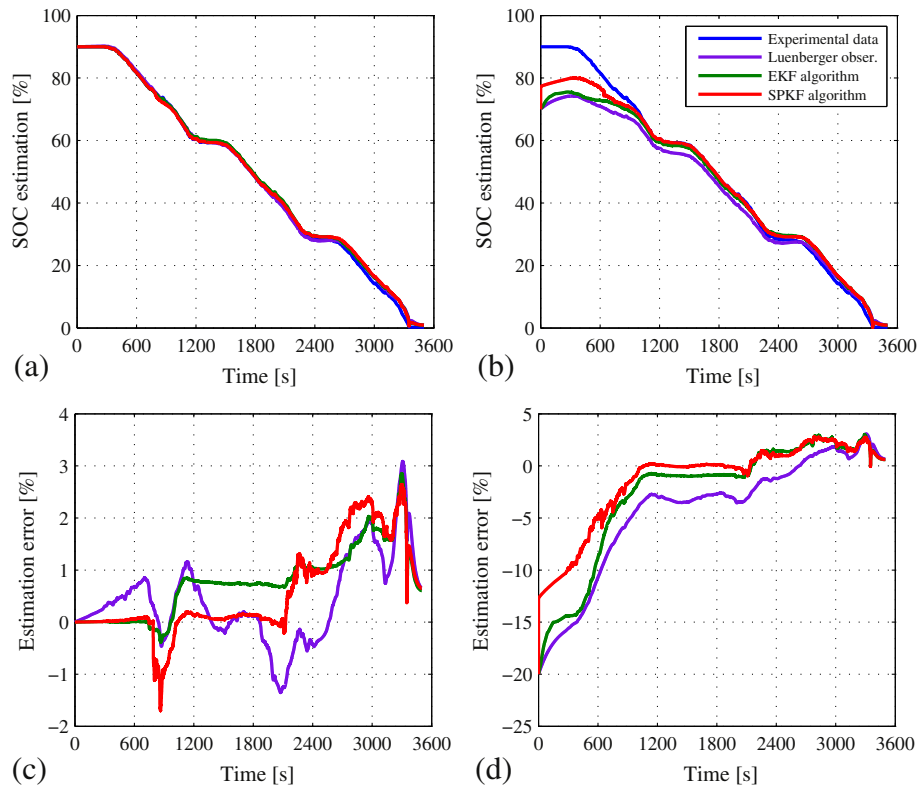 100
80
60
40
20
0
SOC estimation [%]
0 600 1200 1800 2400 3000 3600
Time [s]
(a)
100
80
60
40
20
0
SOC estimation [%]
Experimental data
Luenberger obser.
EKF algorithm
SPKF algorithm
0 600 1200 1800 2400 3000 3600
Time [s]
(b)
4
3
2
1
0
−1
−2
Estimation error [%]
0 600 1200 1800 2400 3000 3600
Time [s]
(c)
5
0
−5
−10
−15
−20
−25
Estimation error [%]
0 600 1200 1800 2400 3000 3600
Time [s]
(d)